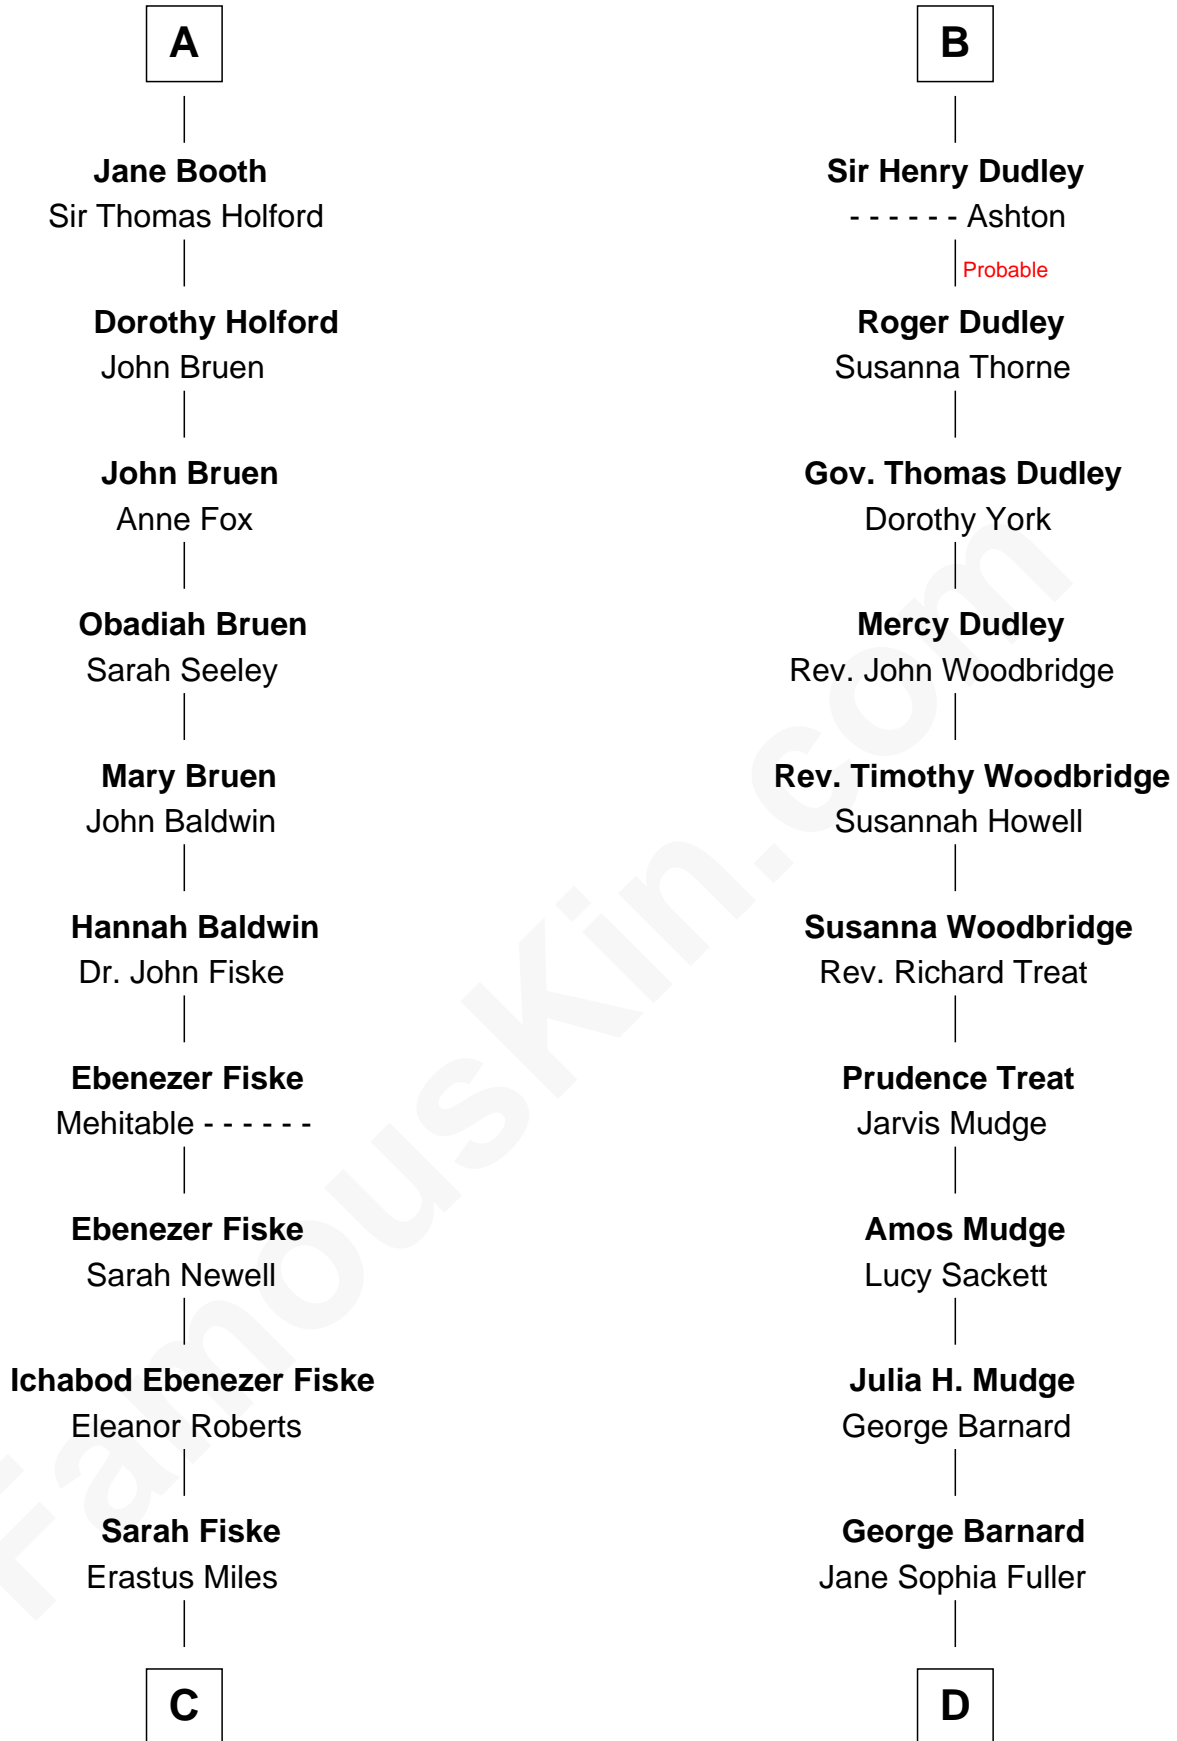 A
Jane Booth
Sir Thomas Holford
Dorothy Holford
John Bruen
John Bruen
Anne Fox
Obadiah Bruen
Sarah Seeley
Mary Bruen
John Baldwin
Hannah Baldwin
Dr. John Fiske
Ebenezer Fiske
Mehitable - - - - - -
Ebenezer Fiske
Sarah Newell
Ichabod Ebenezer Fiske
Eleanor Roberts
Sarah Fiske
Erastus Miles
C
B
Sir Henry Dudley
- - - - - - Ashton
Probable
Roger Dudley
Susanna Thorne
Gov. Thomas Dudley
Dorothy York
Mercy Dudley
Rev. John Woodbridge
Rev. Timothy Woodbridge
Susannah Howell
Susanna Woodbridge
Rev. Richard Treat
Prudence Treat
Jarvis Mudge
Amos Mudge
Lucy Sackett
Julia H. Mudge
George Barnard
George Barnard
Jane Sophia Fuller
D
FamousKin.com